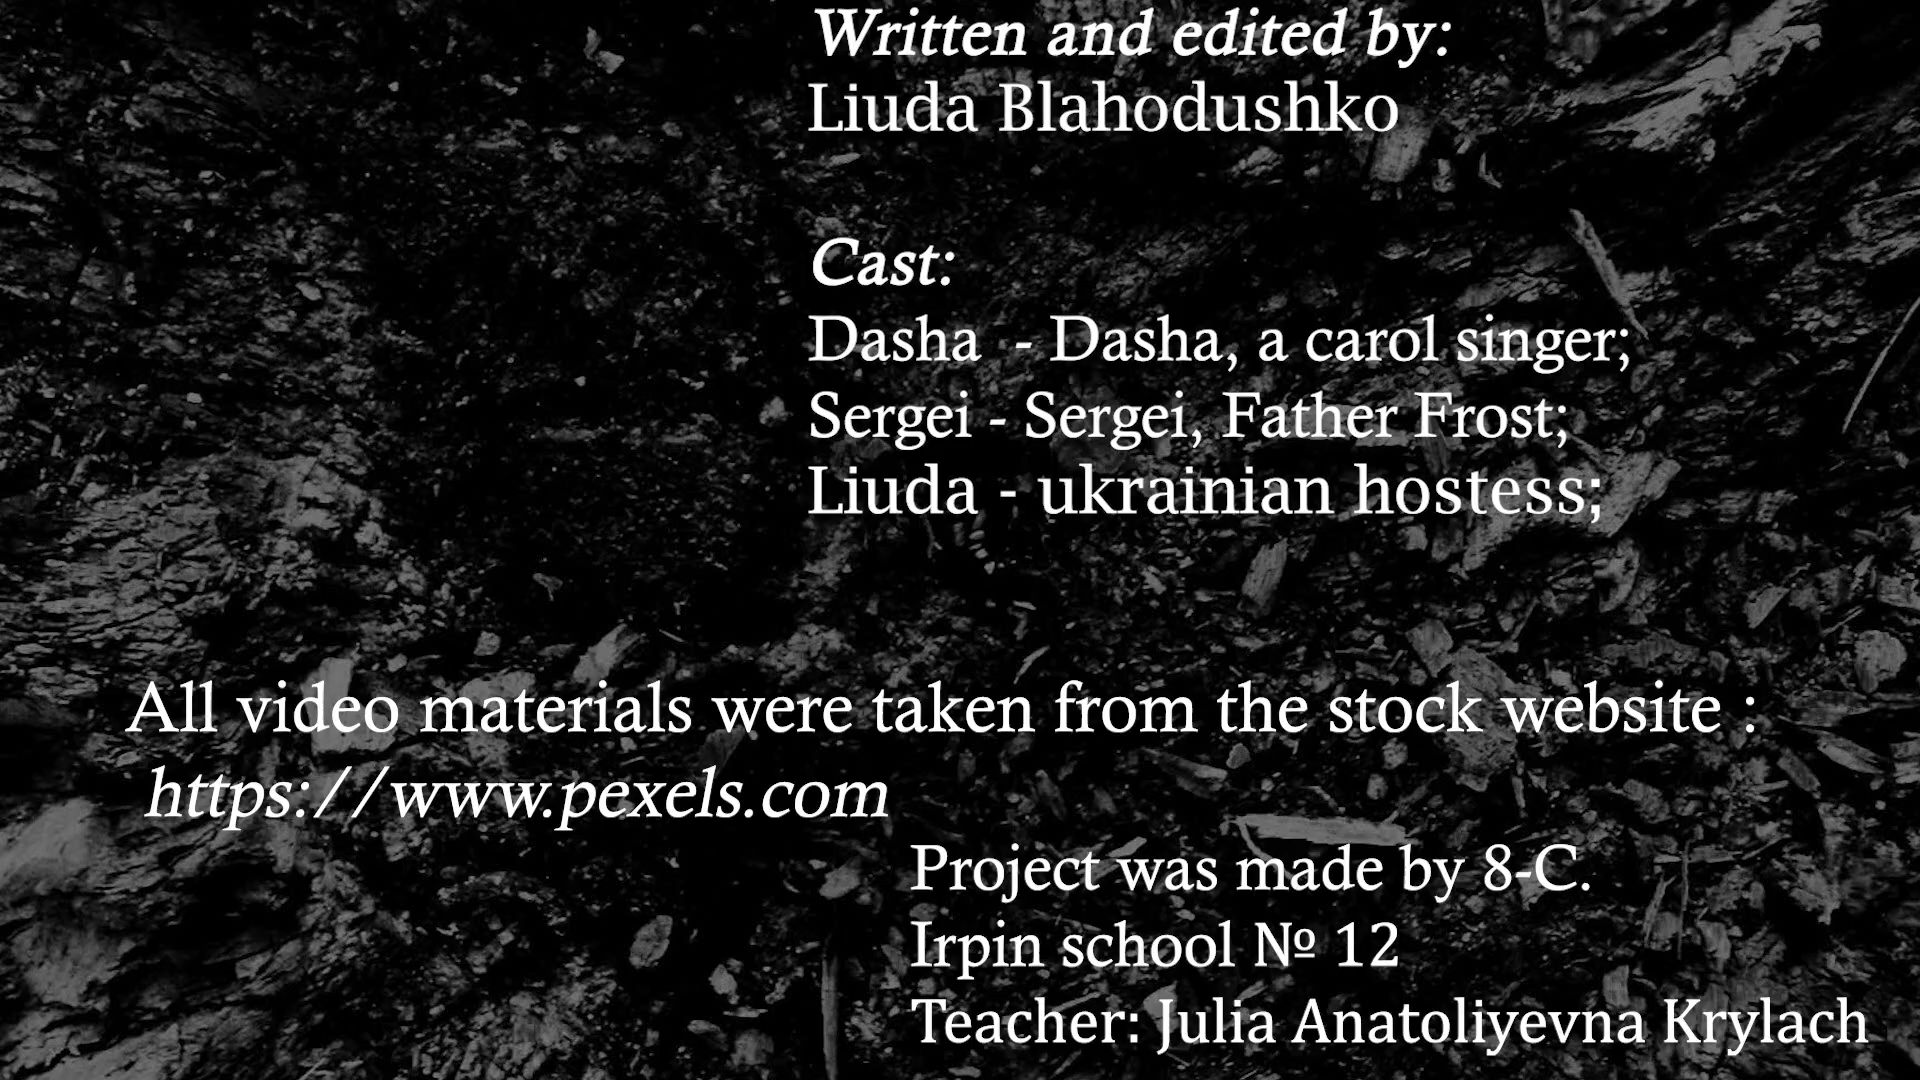 Written and edited by:
Liuda Blahodushko
Cast:
Dasha - Dasha, a carol singer;
Sergei - Sergei, Father Frost;
Liuda - ukrainian hostess;
All video materials were taken from the stock website :
https://www.pexels.com
Project was made by 8-C.
Irpin school № 12
Teacher: Julia Anatoliyevna Krylach